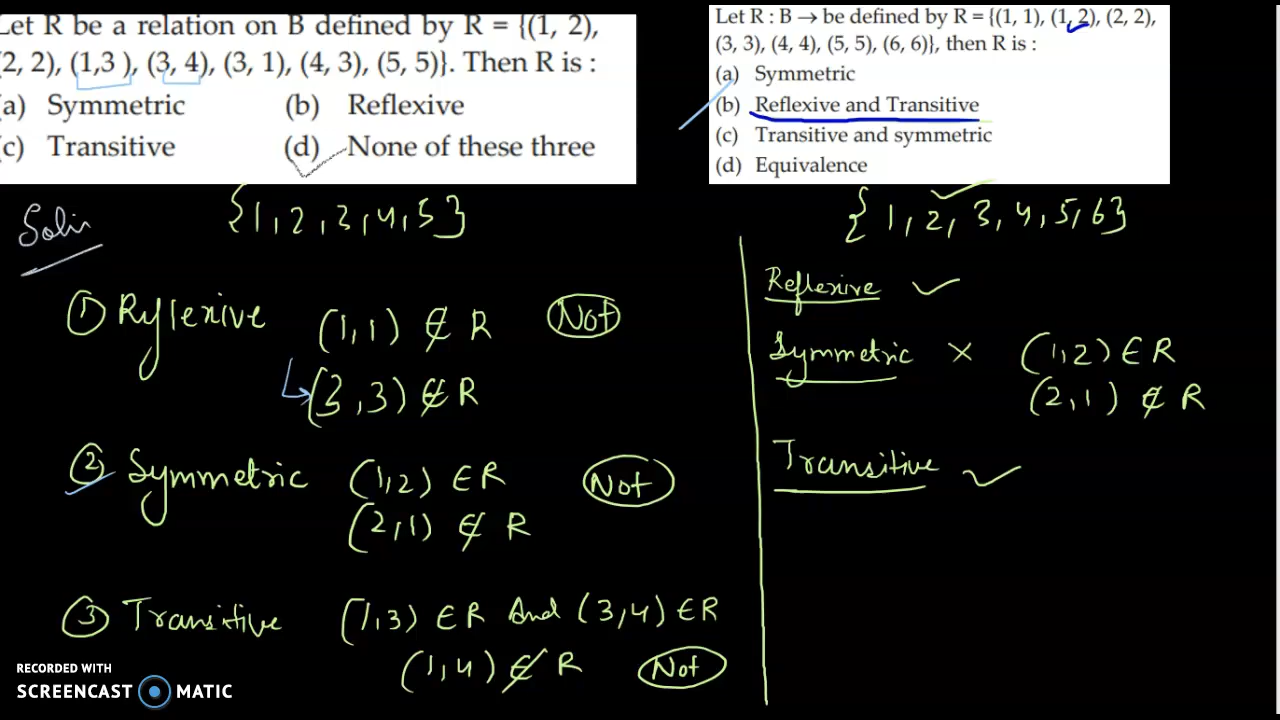 Let R be a relation on B defined by R = {(1, 2),
(2, 2), (1,3 ), (3, 4), (3, 1), (4, 3), (5, 5)}. Then R is :
(a) Symmetric (b) Reflexive
(c) Transitive (d) None of these three
Let R : B → be defined by R = {(1, 1), (1, 2), (2, 2),
(3, 3), (4, 4), (5, 5), (6, 6)}, then R is :
(a) Symmetric
(b) Reflexive and Transitive
(c) Transitive and symmetric
(d) Equivalence
Soln
{1, 2, 3, 4, 5}
① Reflexive (1, 1) ∉ R Not
(3, 3) ∉ R
② Symmetric (1,2) ∈ R Not
(2,1) ∉ R
③ Transitive (1,3) ∈ R And (3,4) ∈ R
(1,4) ∉ R Not
{1, 2, 3, 4, 5, 6}
Reflexive ✓
Symmetric × (1,2) ∈ R
(2,1) ∉ R
Transitive ✓
RECORDED WITH
SCREENCAST MATIC